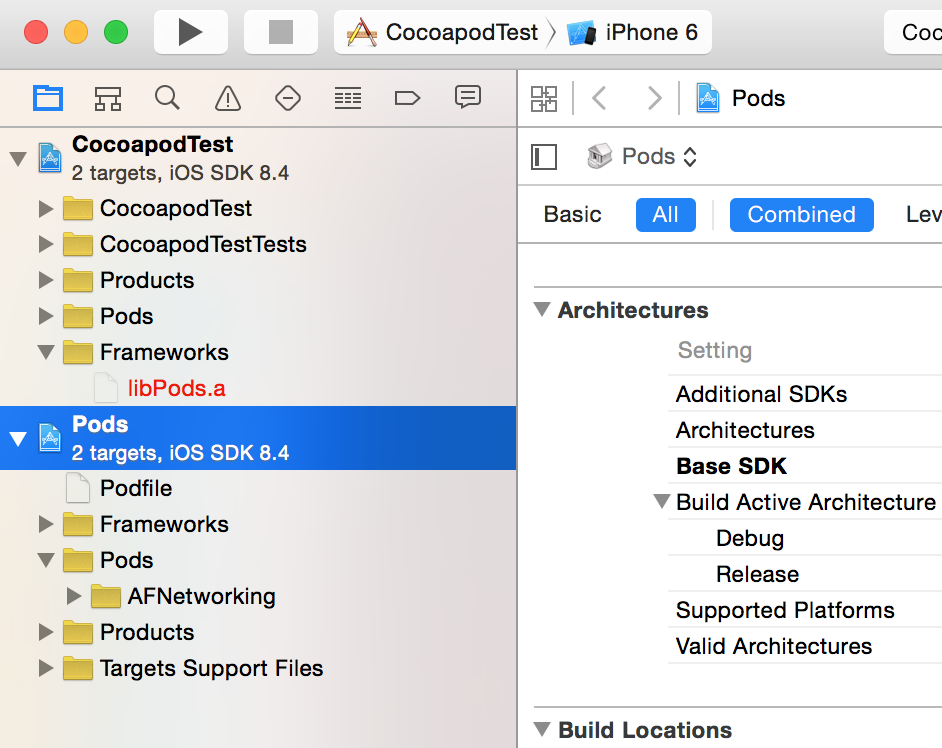 CocoapodTest
iPhone 6
Coc
Pods
CocoapodTest
2 targets, iOS SDK 8.4
CocoapodTest
CocoapodTestTests
Products
Pods
Frameworks
libPods.a
Pods
2 targets, iOS SDK 8.4
Podfile
Frameworks
Pods
AFNetworking
Products
Targets Support Files
Pods
Basic All Combined Lev
Architectures
Setting
Additional SDKs
Architectures
Base SDK
Build Active Architecture
Debug
Release
Supported Platforms
Valid Architectures
Build Locations